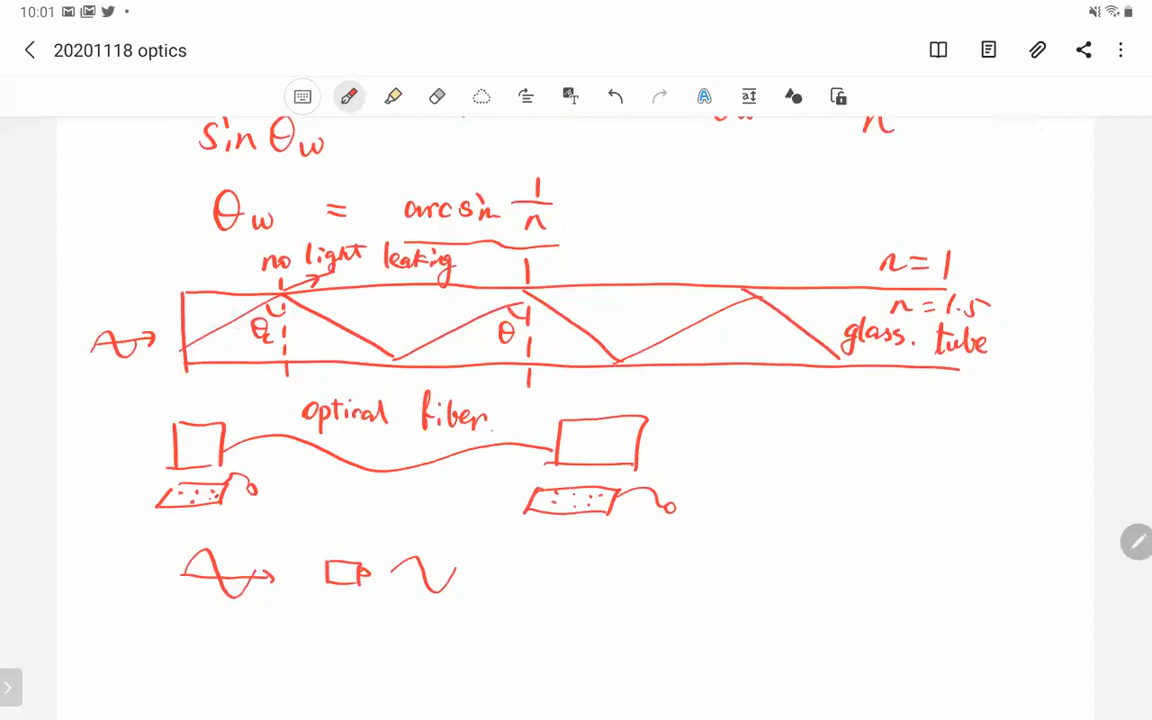 10:01
20201118 optics
sin θw
n
θw = arcsin 1/n
no light leaking
n = 1
n = 1.5
θc
θ
glass. tube
optical fiber